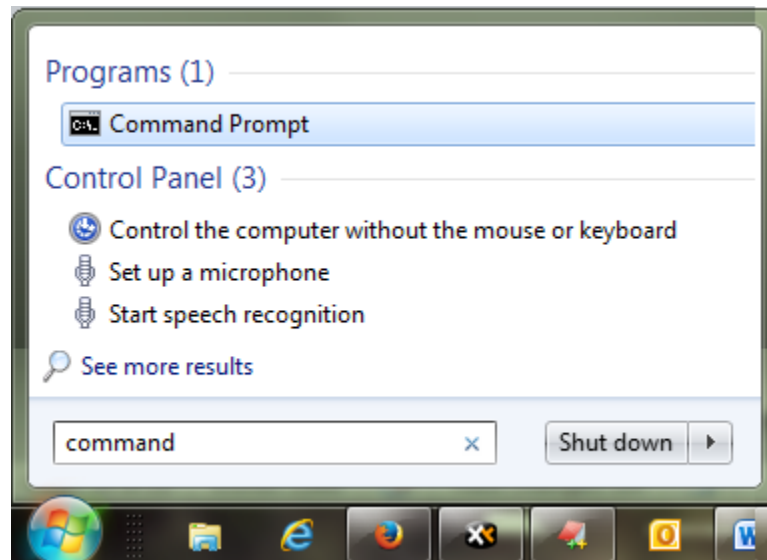 Programs (1)
Command Prompt
Control Panel (3)
Control the computer without the mouse or keyboard
Set up a microphone
Start speech recognition
See more results
command
Shut down